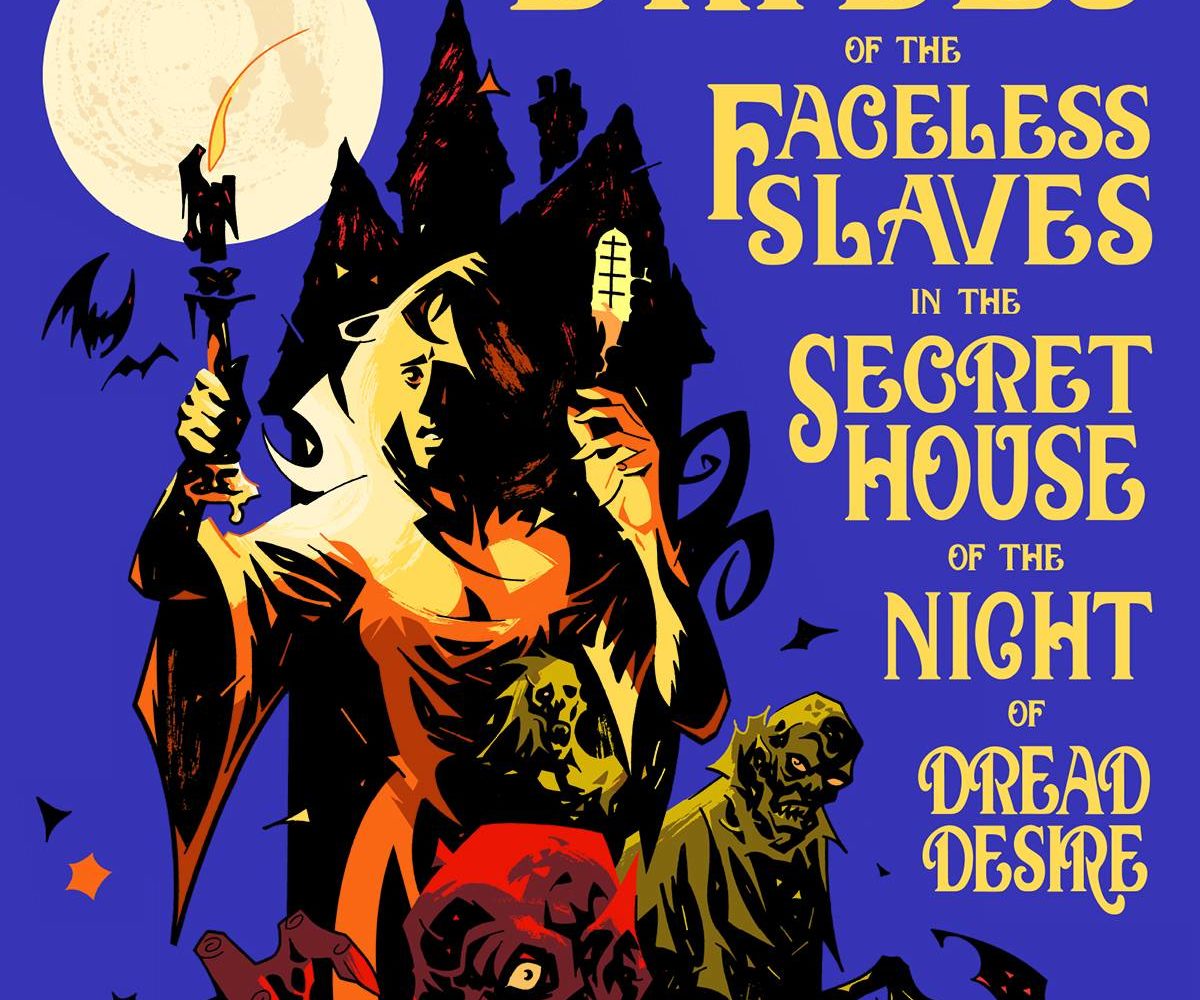 OF THE
FACELESS
SLAVES
IN THE
SECRET
HOUSE
OF THE
NIGHT
OF
DREAD
DESIRE